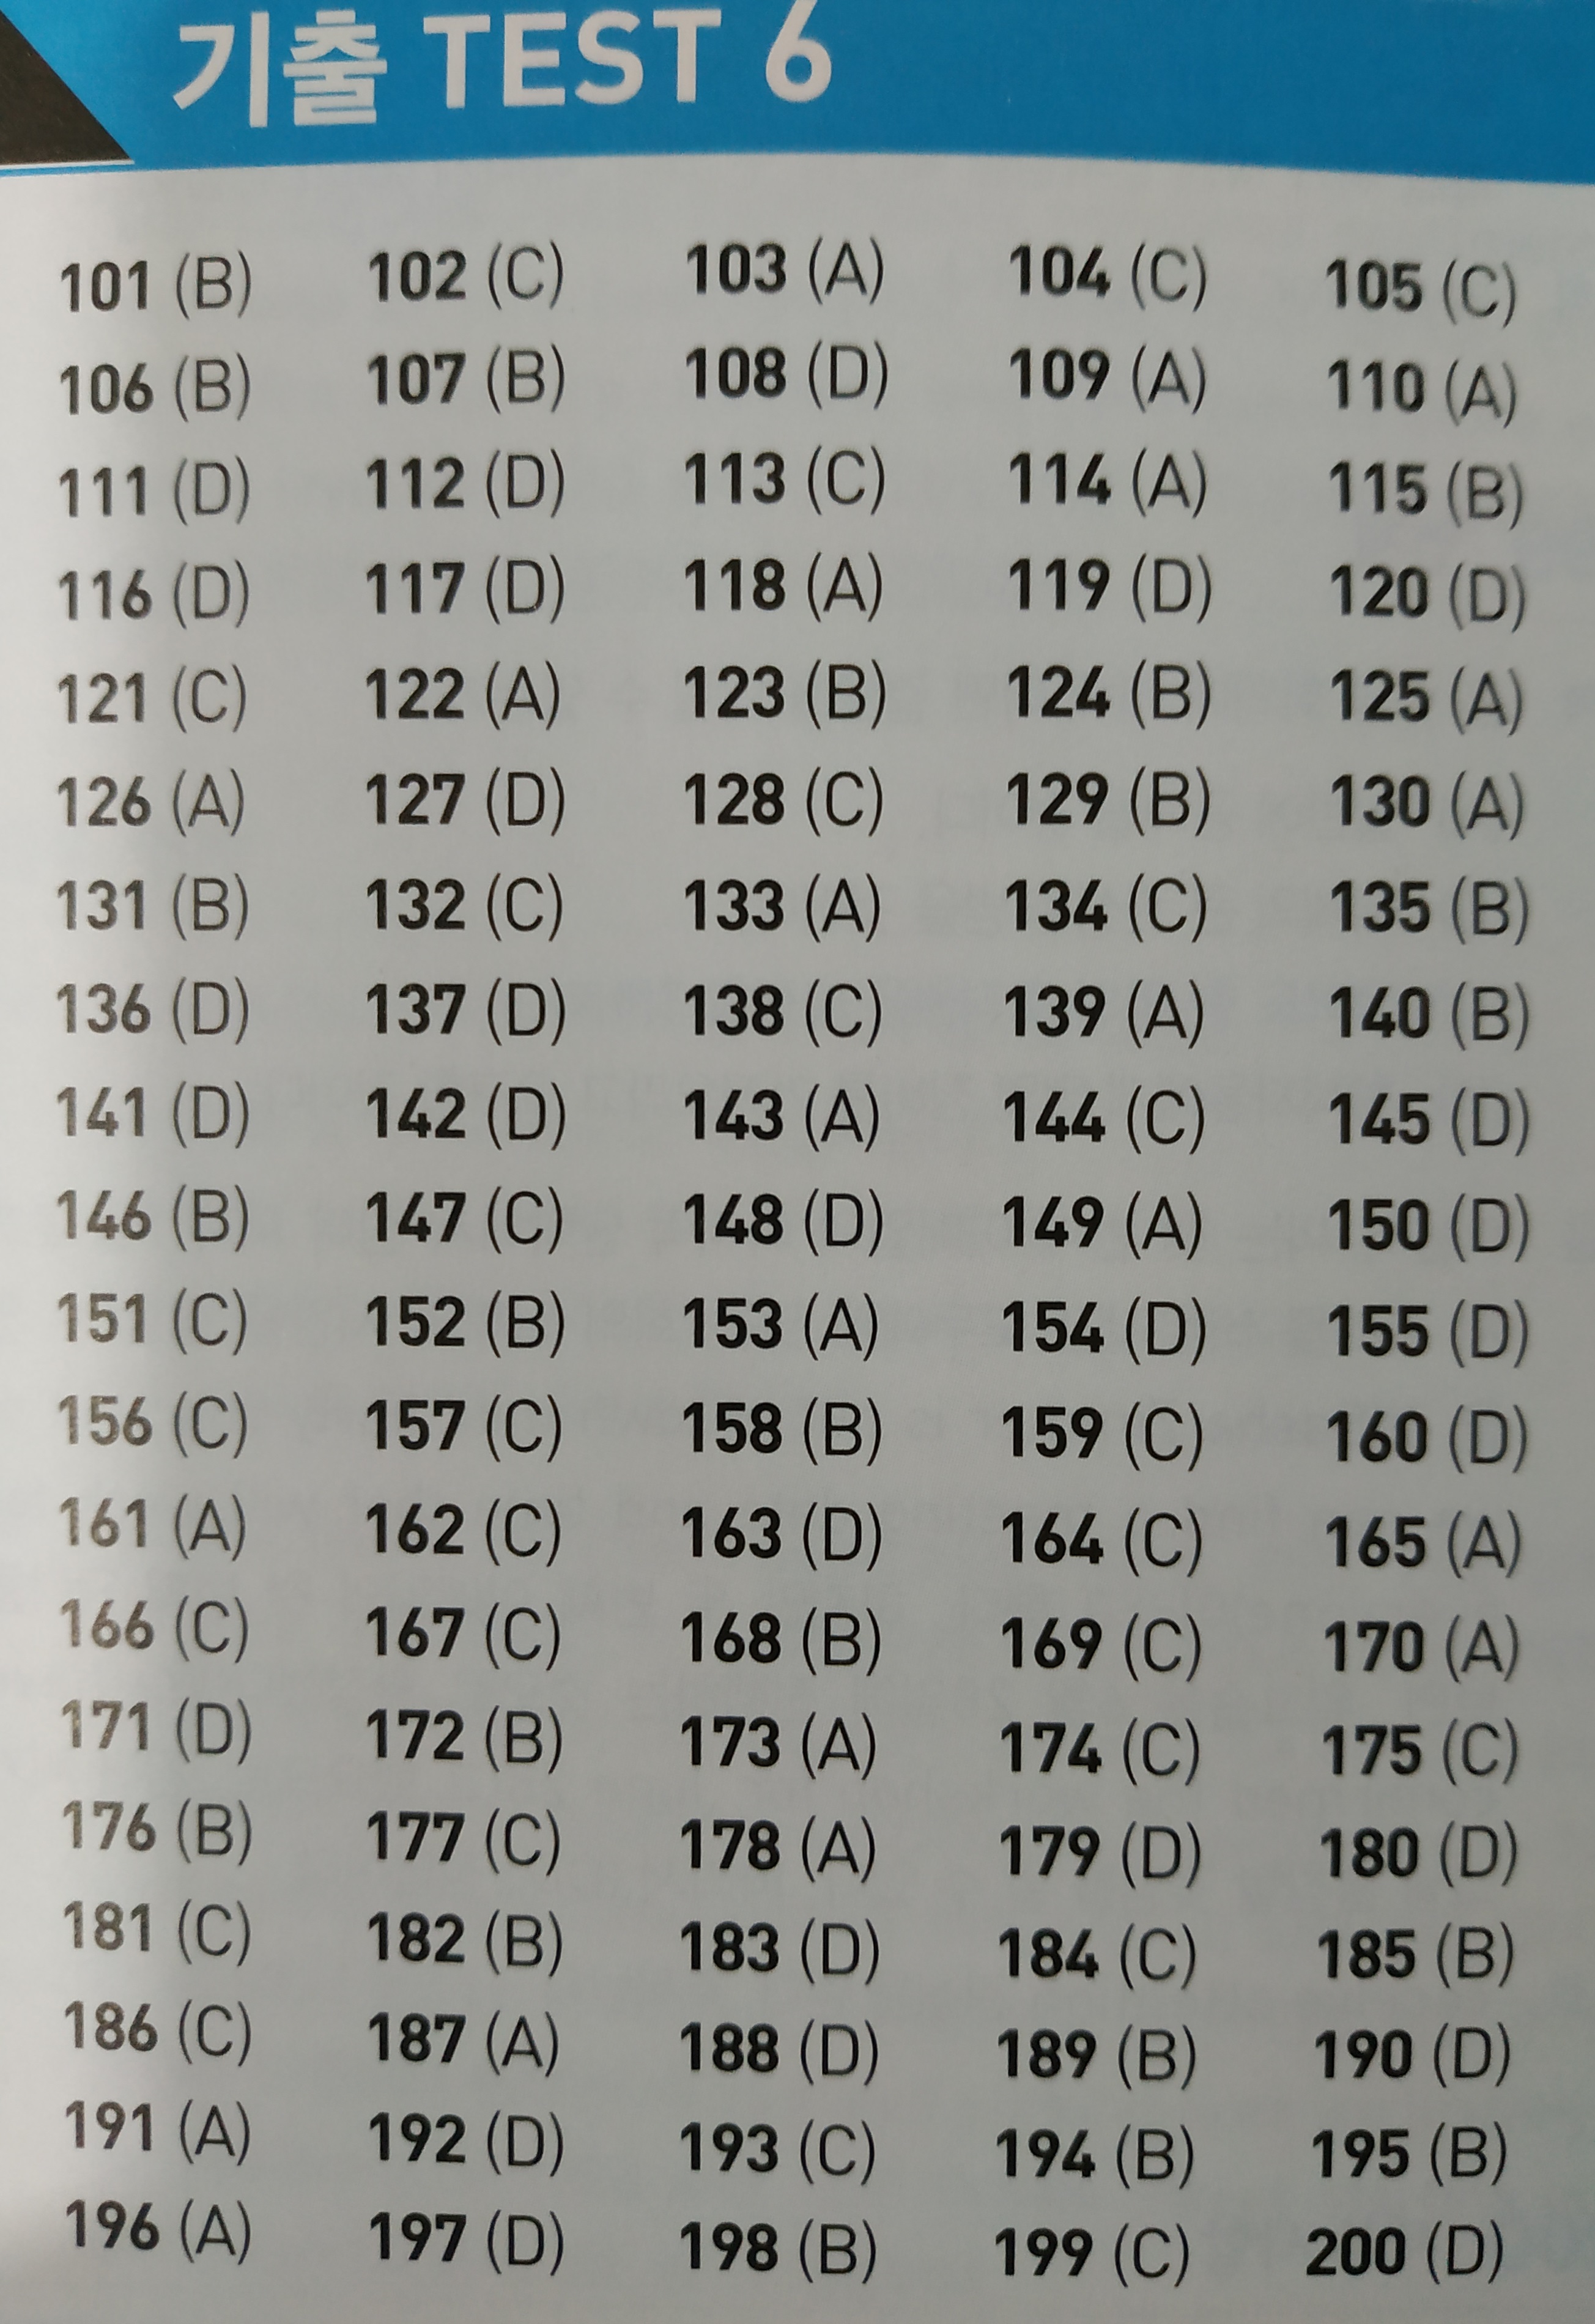 기출 TEST 6
101 (B) 102 (C) 103 (A) 104 (C) 105 (C)
106 (B) 107 (B) 108 (D) 109 (A) 110 (A)
111 (D) 112 (D) 113 (C) 114 (A) 115 (B)
116 (D) 117 (D) 118 (A) 119 (D) 120 (D)
121 (C) 122 (A) 123 (B) 124 (B) 125 (A)
126 (A) 127 (D) 128 (C) 129 (B) 130 (A)
131 (B) 132 (C) 133 (A) 134 (C) 135 (B)
136 (D) 137 (D) 138 (C) 139 (A) 140 (B)
141 (D) 142 (D) 143 (A) 144 (C) 145 (D)
146 (B) 147 (C) 148 (D) 149 (A) 150 (D)
151 (C) 152 (B) 153 (A) 154 (D) 155 (D)
156 (C) 157 (C) 158 (B) 159 (C) 160 (D)
161 (A) 162 (C) 163 (D) 164 (C) 165 (A)
166 (C) 167 (C) 168 (B) 169 (C) 170 (A)
171 (D) 172 (B) 173 (A) 174 (C) 175 (C)
176 (B) 177 (C) 178 (A) 179 (D) 180 (D)
181 (C) 182 (B) 183 (D) 184 (C) 185 (B)
186 (C) 187 (A) 188 (D) 189 (B) 190 (D)
191 (A) 192 (D) 193 (C) 194 (B) 195 (B)
196 (A) 197 (D) 198 (B) 199 (C) 200 (D)